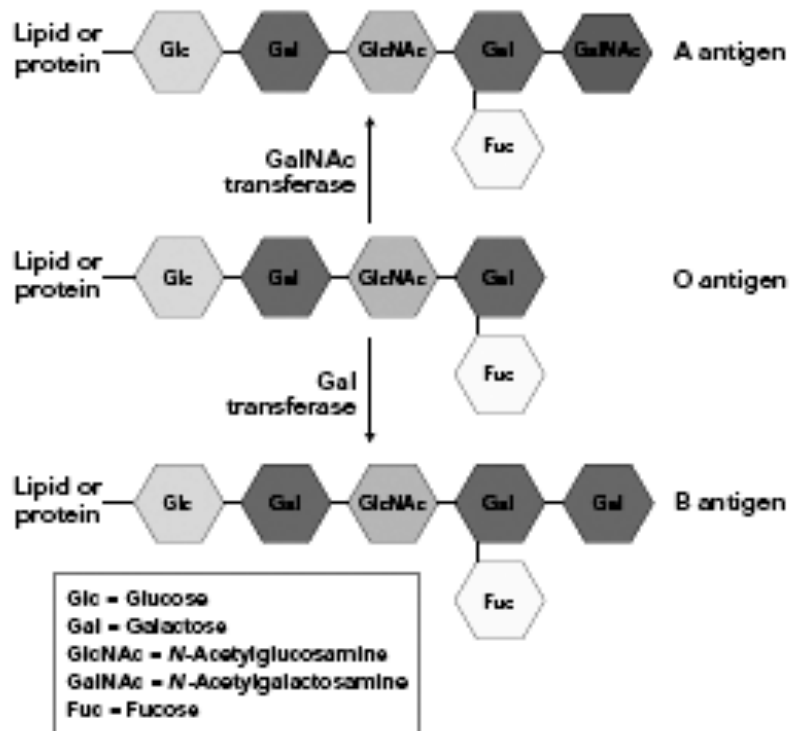 Lipid or
protein
Glc
Gal
GlcNAc
Gal
GalNAc
A antigen
Fuc
GalNAc
transferase
Lipid or
protein
Glc
Gal
GlcNAc
Gal
O antigen
Fuc
Gal
transferase
Lipid or
protein
Glc
Gal
GlcNAc
Gal
Gal
B antigen
Fuc
Glc = Glucose
Gal = Galactose
GlcNAc = N-Acetylglucosamine
GalNAc = N-Acetylgalactosamine
Fuc = Fucose